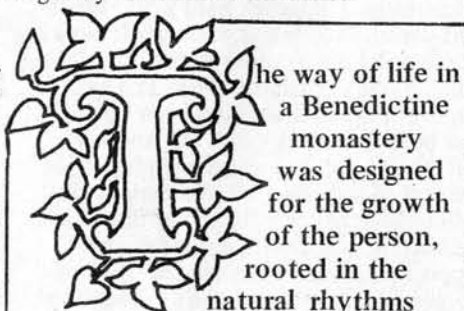 The way of life in
a Benedictine
monastery
was designed
for the growth
of the person,
rooted in the
natural rhythms